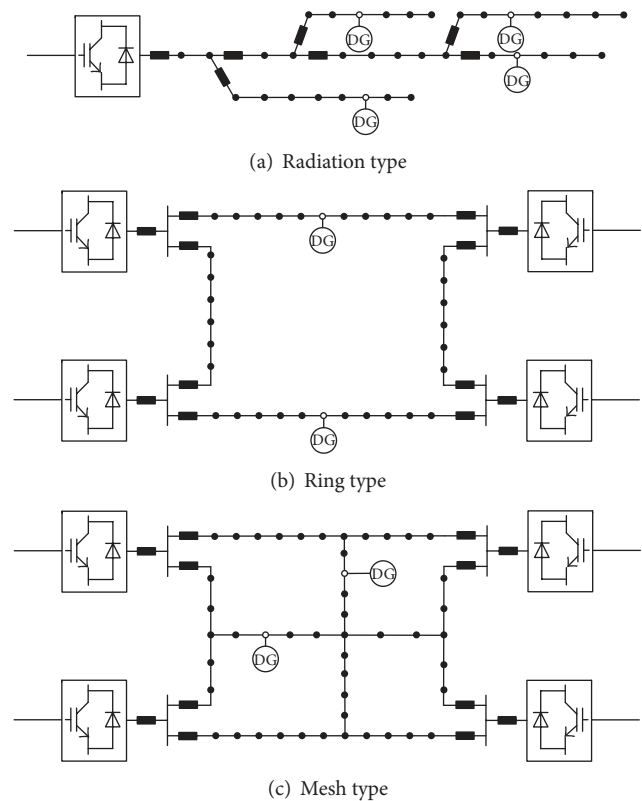 DG
DG
DG
DG
(a) Radiation type
DG
DG
(b) Ring type
DG
DG
(c) Mesh type